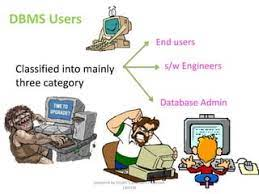 DBMS Users
End users
Classified into mainly
three category
s/w Engineers
Database Admin
TIME TO
UPGRADE?